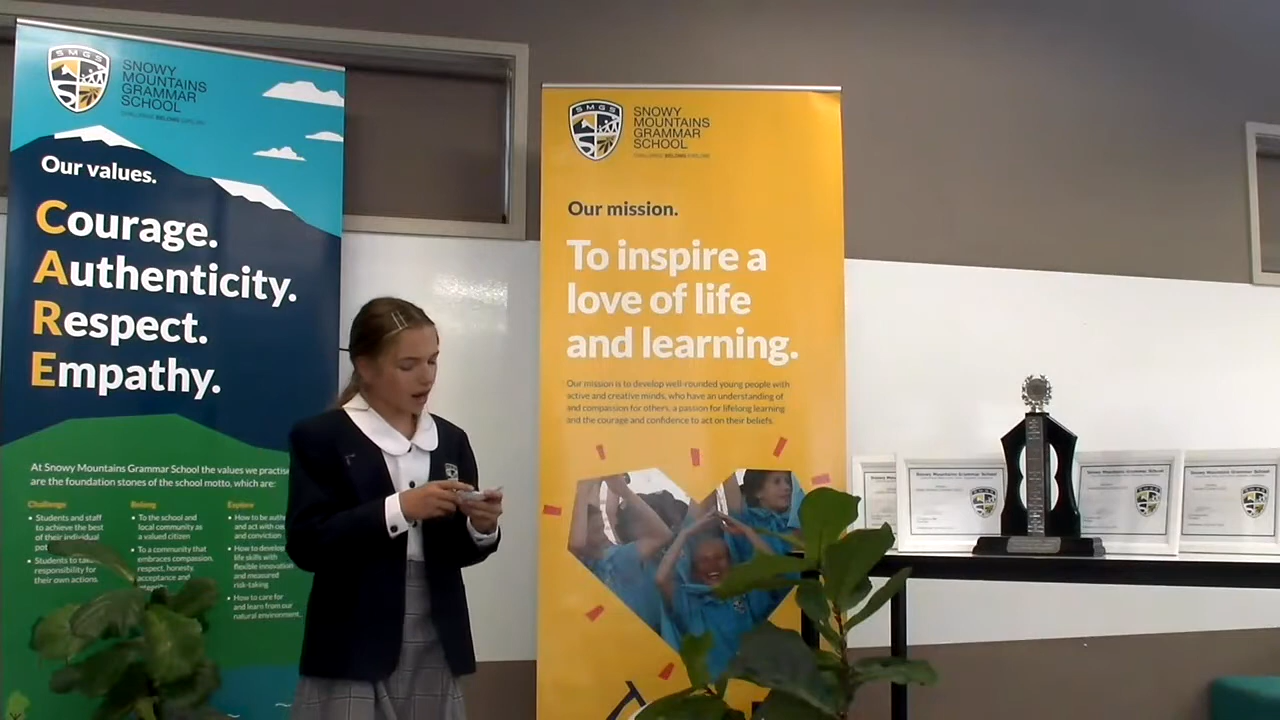 SMGS
SNOWY
MOUNTAINS
GRAMMAR
SCHOOL
CHALLENGE BELONG EXPLORE
Our values.
Courage.
Authenticity.
Respect.
Empathy.
At Snowy Mountains Grammar School the values we practise
are the foundation stones of the school motto, which are:
Challenge
• Students and staff
to achieve the best
of their individual
• Students to take
responsibility for
their own actions.
Belong
• To the school and
local community as
a valued citizen
• To a community that
embraces compassion,
respect, honesty,
acceptance and
Explore
• How to be
and act with
conviction
• How to develop
life skills with
flexible innovation
and measured
risk-taking
• How to care for
and learn from our
natural environment.
SMGS
SNOWY
MOUNTAINS
GRAMMAR
SCHOOL
CHALLENGE BELONG EXPLORE
Our mission.
To inspire a
love of life
and learning.
Our mission is to develop well-rounded young people with
active and creative minds, who have an understanding of
and compassion for others, a passion for lifelong learning
and the courage and confidence to act on their beliefs.
Snowy Mountains Grammar School
Snowy Mountains Grammar School
Snowy Mountains Grammar School